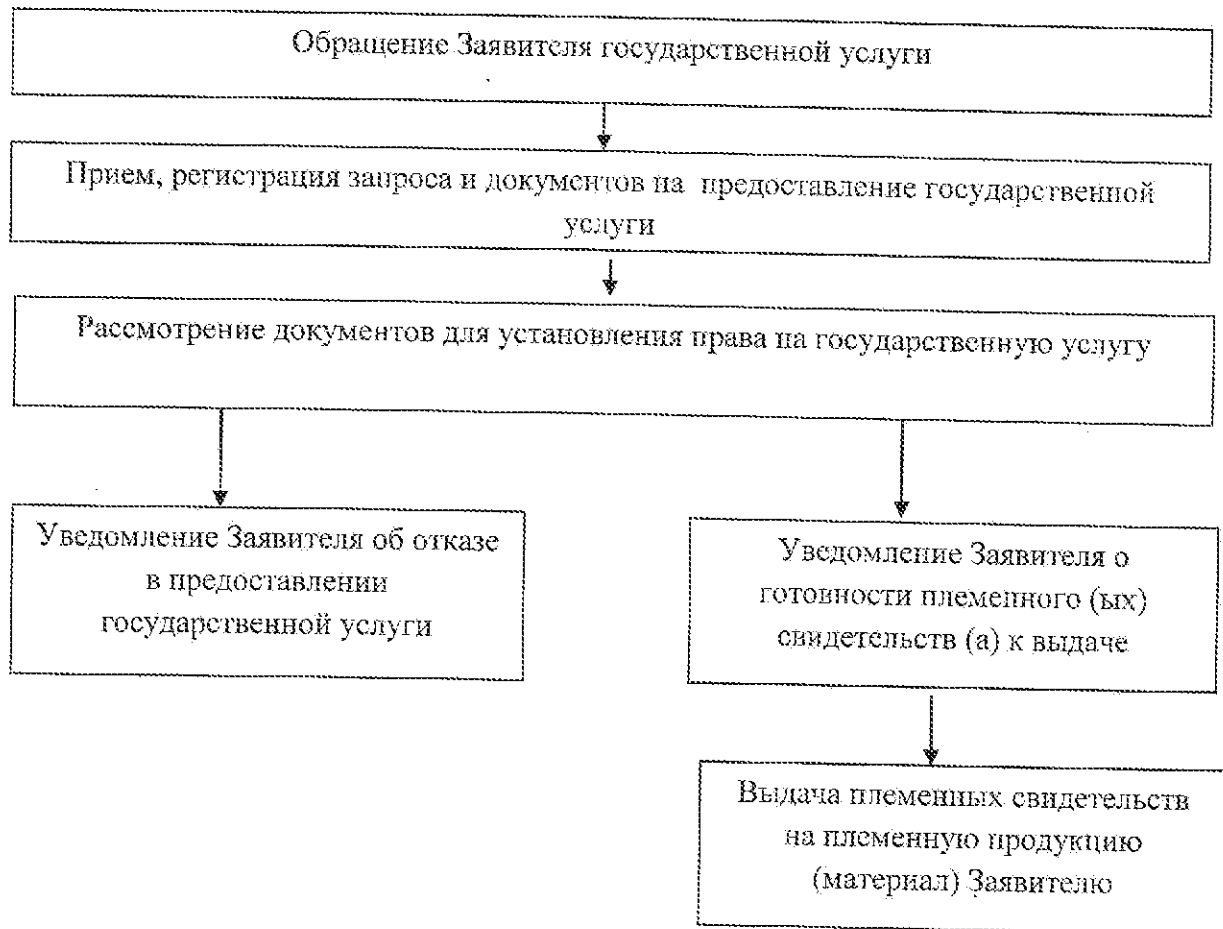 Обращение Заявителя государственной услуги
Прием, регистрация запроса и документов на предоставление государственной
услуги
Рассмотрение документов для установления права на государственную услугу
Уведомление Заявителя об отказе
в предоставлении
государственной услуги
Уведомление Заявителя о
готовности племенного (ых)
свидетельств (а) к выдаче
Выдача племенных свидетельств
на племенную продукцию
(материал) Заявителю